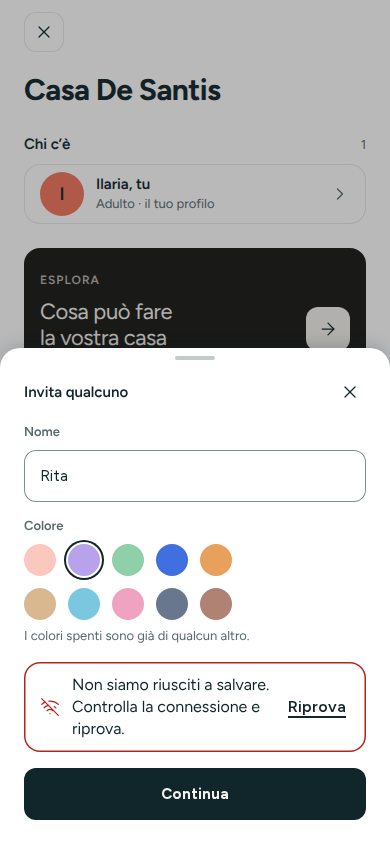 Casa De Santis
Chi c'è
1
I
Ilaria, tu
Adulto · il tuo profilo
ESPLORA
Cosa può fare
la vostra casa
Invita qualcuno
Nome
Rita
Colore
I colori spenti sono già di qualcun altro.
Non siamo riusciti a salvare.
Controlla la connessione e
riprova.
Riprova
Continua